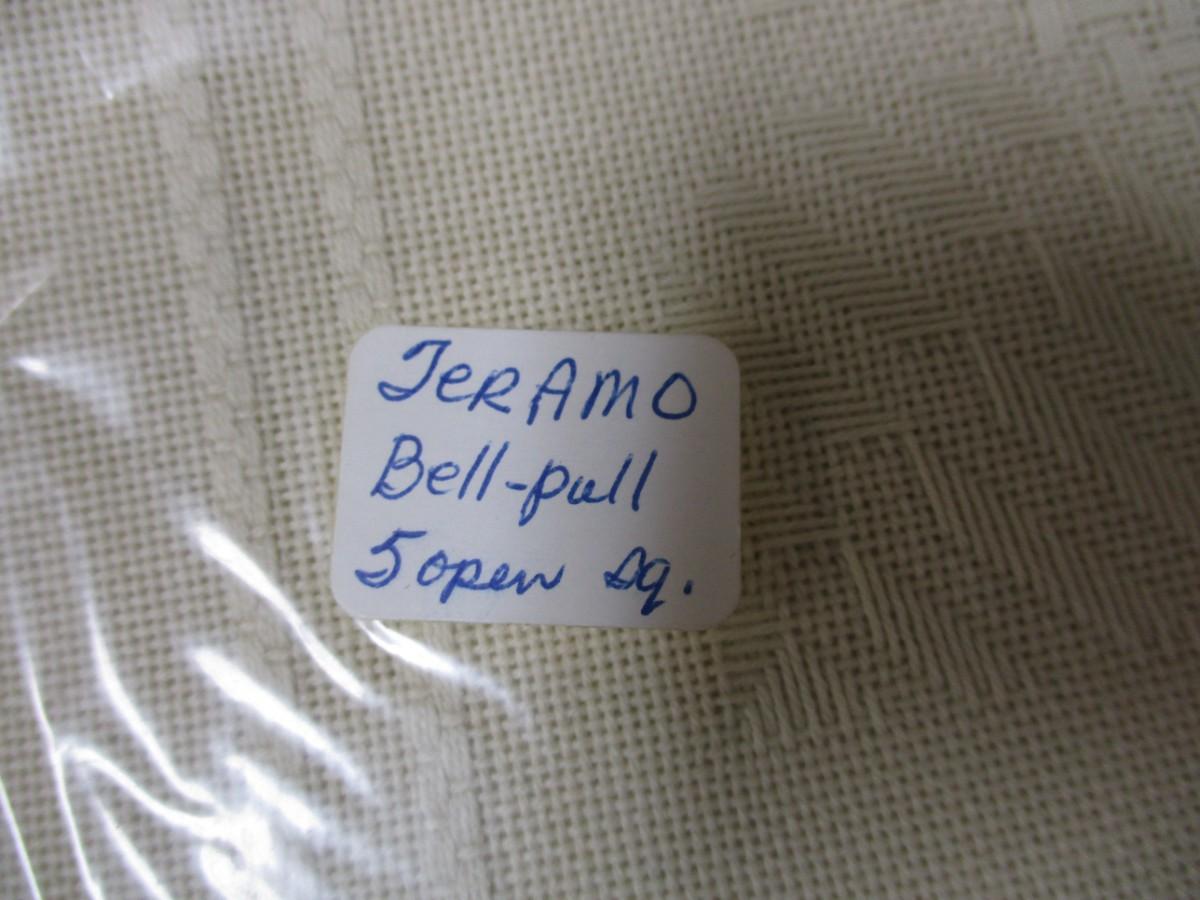 TerAMO
Bell-pull
5 open sq.